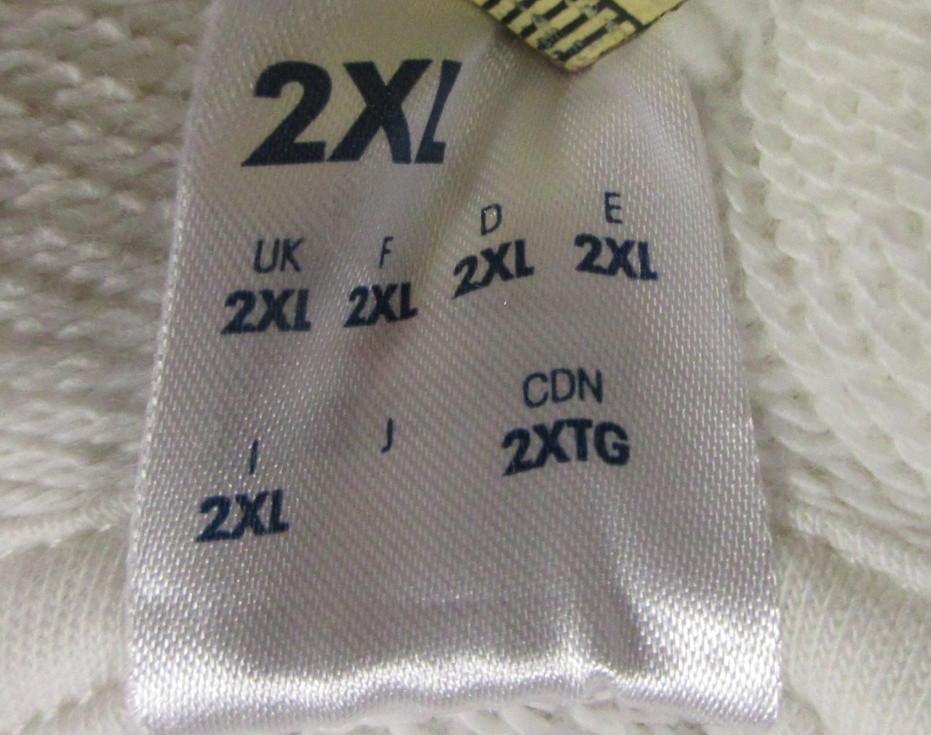 2XL
UK F D E
2XL 2XL 2XL 2XL
I J CDN
2XL 2XTG